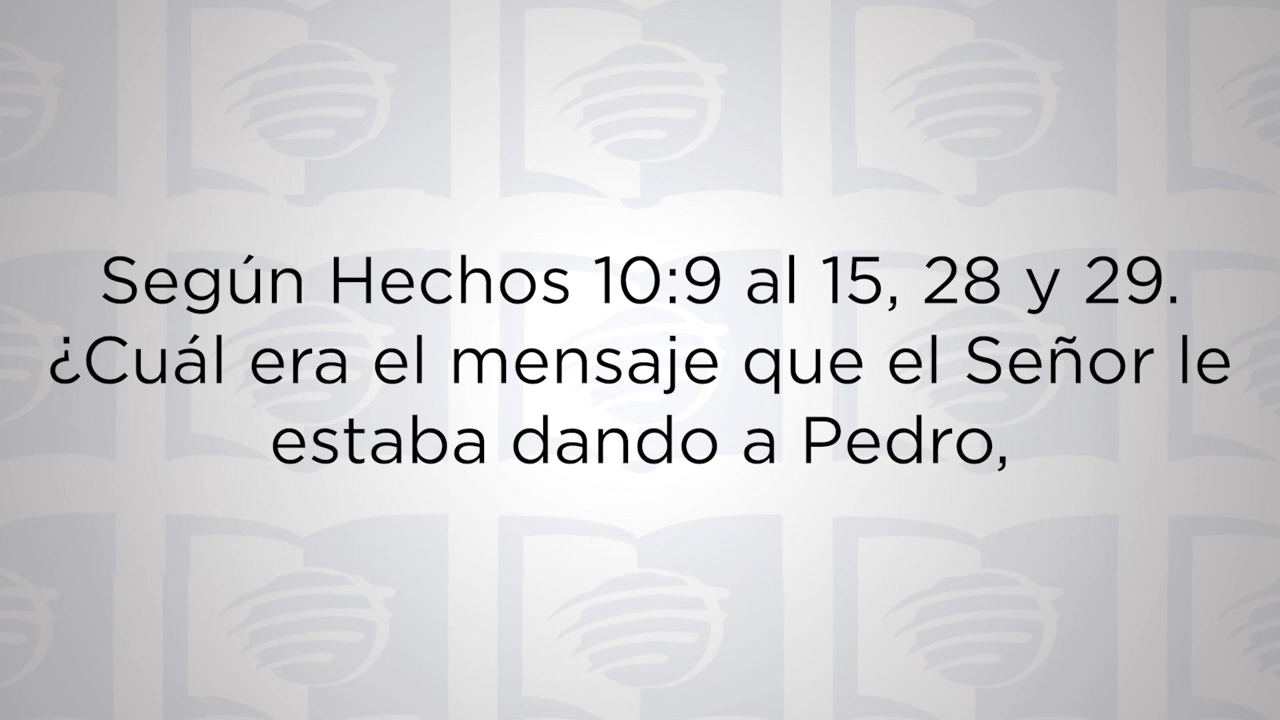 Según Hechos 10:9 al 15, 28 y 29.
¿Cuál era el mensaje que el Señor le
estaba dando a Pedro,